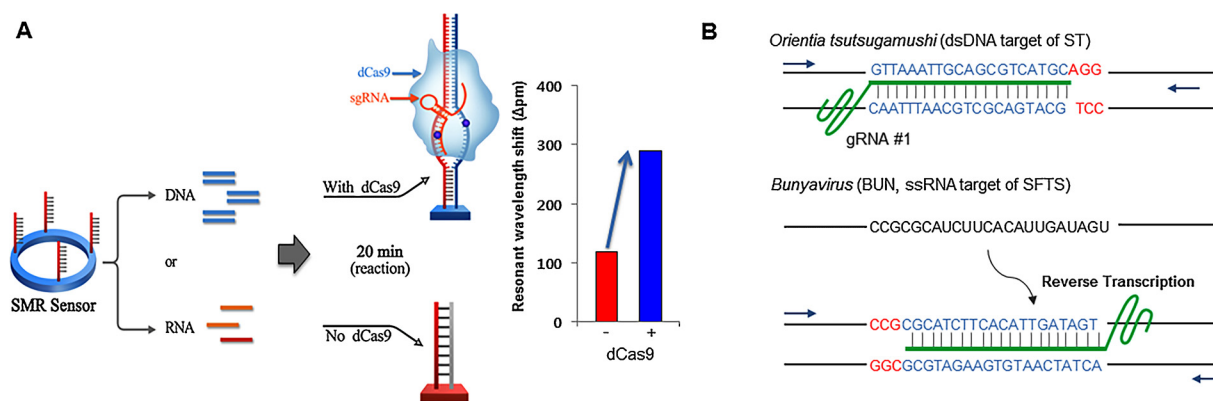 A
dCas9
sgRNA
With dCas9
DNA
or
RNA
SMR Sensor
20 min
(reaction)
No dCas9
Resonant wavelength shift (Δpm)
400
300
200
100
0
-
+
dCas9
B
Orientia tsutsugamushi (dsDNA target of ST)
GTTAAATTGCAGCGTCATGCAGG
CAATTTAACGTCGCAGTACG TCC
gRNA #1
Bunyavirus (BUN, ssRNA target of SFTS)
CCGCGCAUCUUCACAUUGAUAGU
Reverse Transcription
CCGCGCATCTTCACATTGATAGT
GGCGCGTAGAAGTGTAACTATCA